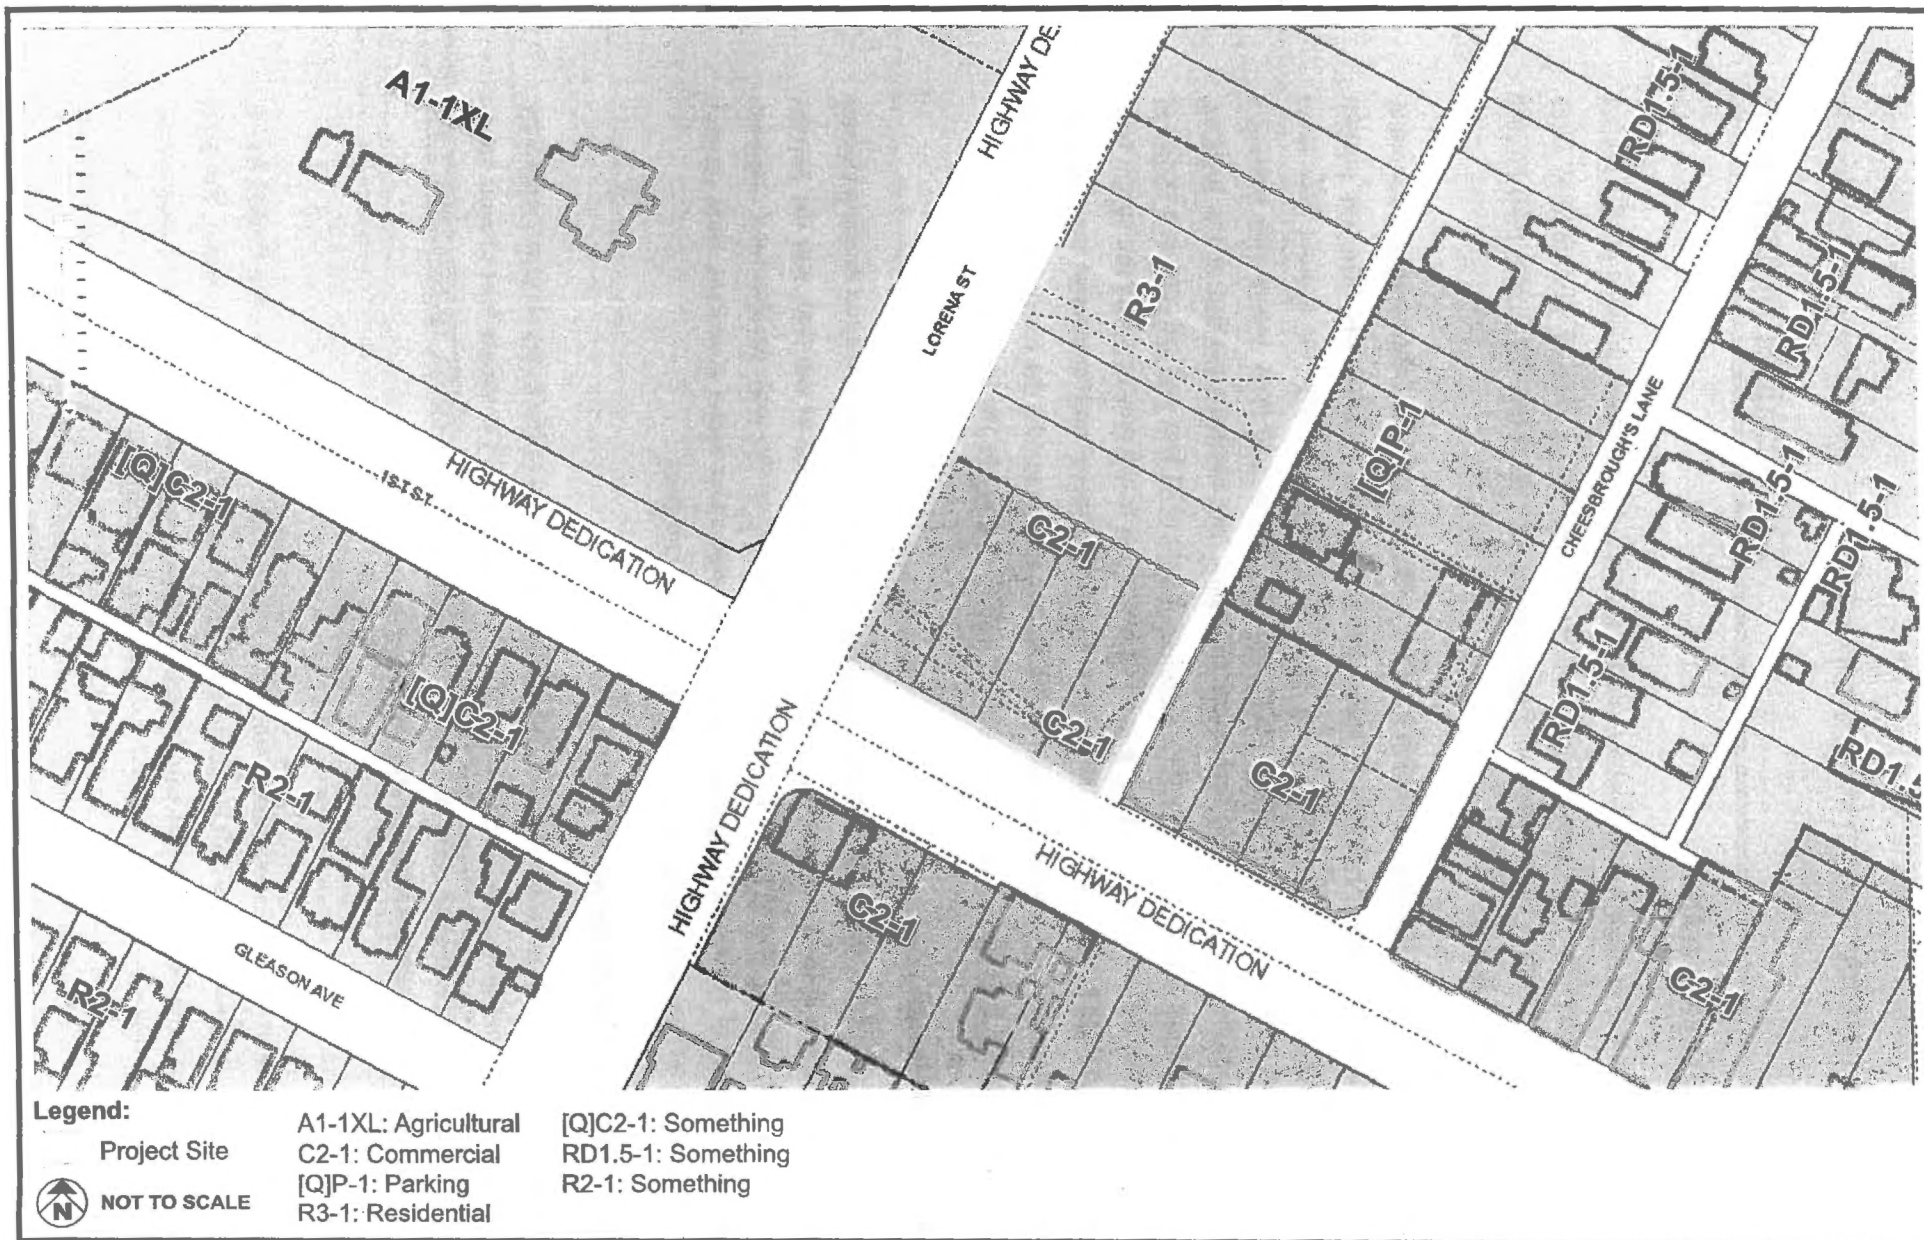 A1-1XL
HIGHWAY DE
HIGHWAY DE
RD1.5-1
LORENA ST
R3-1
RD1.5-1
[Q]C2-1
HIGHWAY DEDICATION
1ST ST
[Q]P-1
CHEESBROUGH'S LANE
C2-1
RD1.5-1
RD1.5-1
[Q]C2-1
R2-1
HIGHWAY DEDICATION
C2-1
C2-1
RD1.5-1
RD1.5
HIGHWAY DEDICATION
C2-1
C2-1
GLEASON AVE
R2-1
Legend:
Project Site
NOT TO SCALE
N
A1-1XL: Agricultural
C2-1: Commercial
[Q]P-1: Parking
R3-1: Residential
[Q]C2-1: Something
RD1.5-1: Something
R2-1: Something